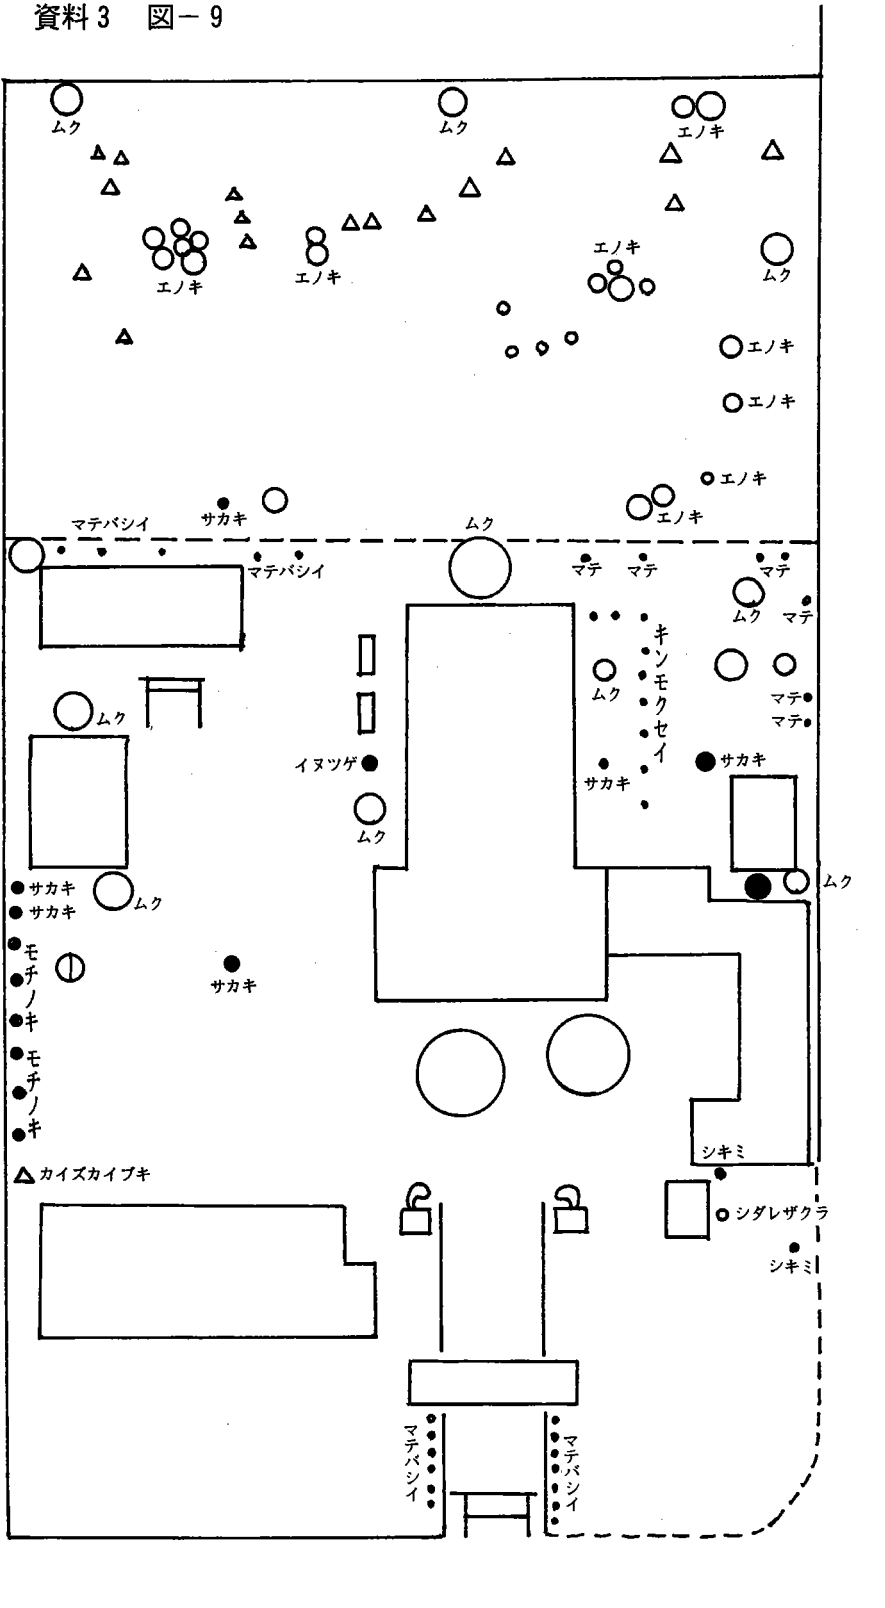 資料3 図－9
ムク
ムク
エノキ
エノキ
エノキ
エノキ
ムク
エノキ
エノキ
エノキ
サカキ
エノキ
マテバシイ
ムク
マテバシイ
マテ
マテ
マテ
ムク
マテ
キンモクセイ
ムク
マテ
マテ
ムク
イヌツゲ
サカキ
サカキ
ムク
サカキ
サカキ
ムク
ムク
モチノキ
サカキ
モチノキ
シキミ
カイズカイブキ
シダレザクラ
シキミ
マテバシイ
マテバシイ